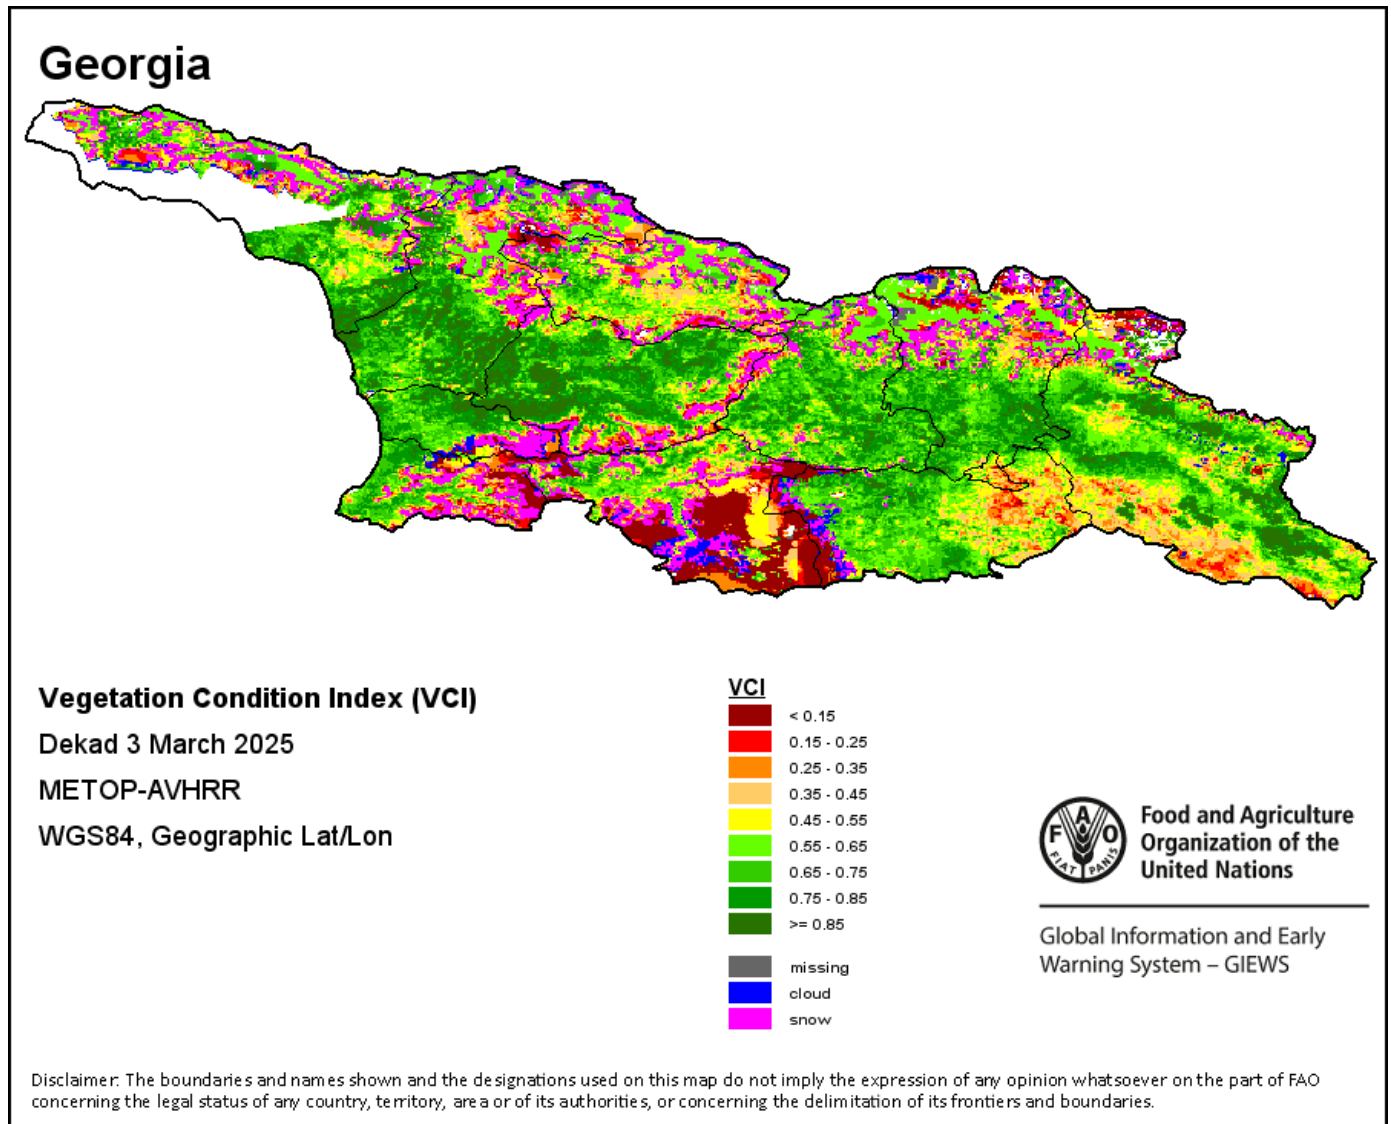 Georgia
Vegetation Condition Index (VCI)
Dekad 3 March 2025
METOP-AVHRR
WGS84, Geographic Lat/Lon
VCI
< 0.15
0.15 - 0.25
0.25 - 0.35
0.35 - 0.45
0.45 - 0.55
0.55 - 0.65
0.65 - 0.75
0.75 - 0.85
>= 0.85
missing
cloud
snow
F A O
FIAT PANIS
Food and Agriculture
Organization of the
United Nations
Global Information and Early
Warning System – GIEWS
Disclaimer: The boundaries and names shown and the designations used on this map do not imply the expression of any opinion whatsoever on the part of FAO
concerning the legal status of any country, territory, area or of its authorities, or concerning the delimitation of its frontiers and boundaries.